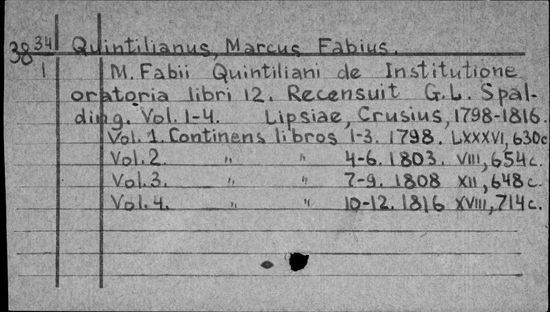 38 34/1 Quintilianus, Marcus Fabius.
M. Fabii Quintiliani de Institutione
oratoria libri 12. Recensuit G. L. Spal-
ding. Vol. 1-4. Lipsiae, Crusius, 1798-1816.
Vol. 1. Continens libros 1-3. 1798. LXXXVI, 630c.
Vol. 2. " " 4-6. 1803. VIII, 654c.
Vol. 3. " " 7-9. 1808 XII, 648c.
Vol. 4. " " 10-12. 1816 XVIII, 714c.